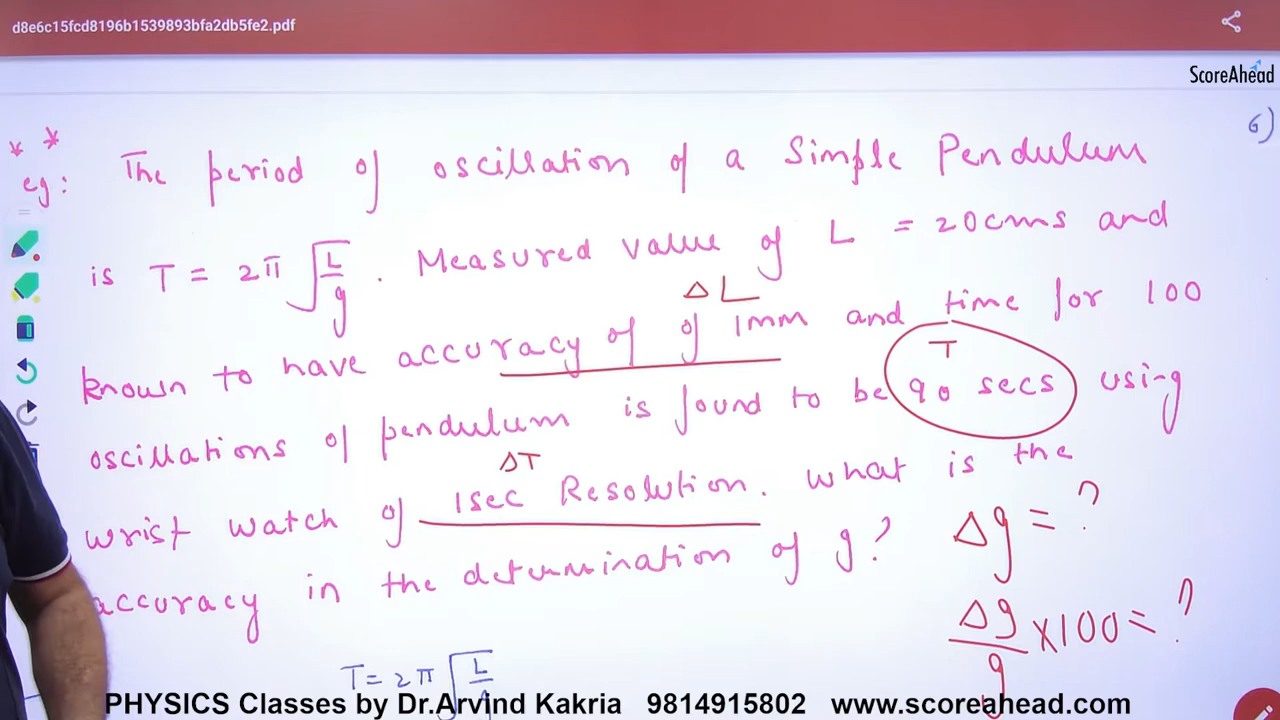 d8e6c15fcd8196b1539893bfa2db5fe2.pdf
ScoreAhead
6)
* *
eg: The period of oscillation of a Simple Pendulum
is T = 2π √(L/g). Measured value of L = 20cms and
ΔL
known to have accuracy of of 1mm and time for 100
T
oscillations of pendulum is found to be 90 secs using
ΔT
wrist watch of 1sec Resolution. what is the
Δg = ?
accuracy in the determination of g?
Δg/g × 100 = ?
T = 2π √(L/g)
PHYSICS Classes by Dr.Arvind Kakria 9814915802 www.scoreahead.com